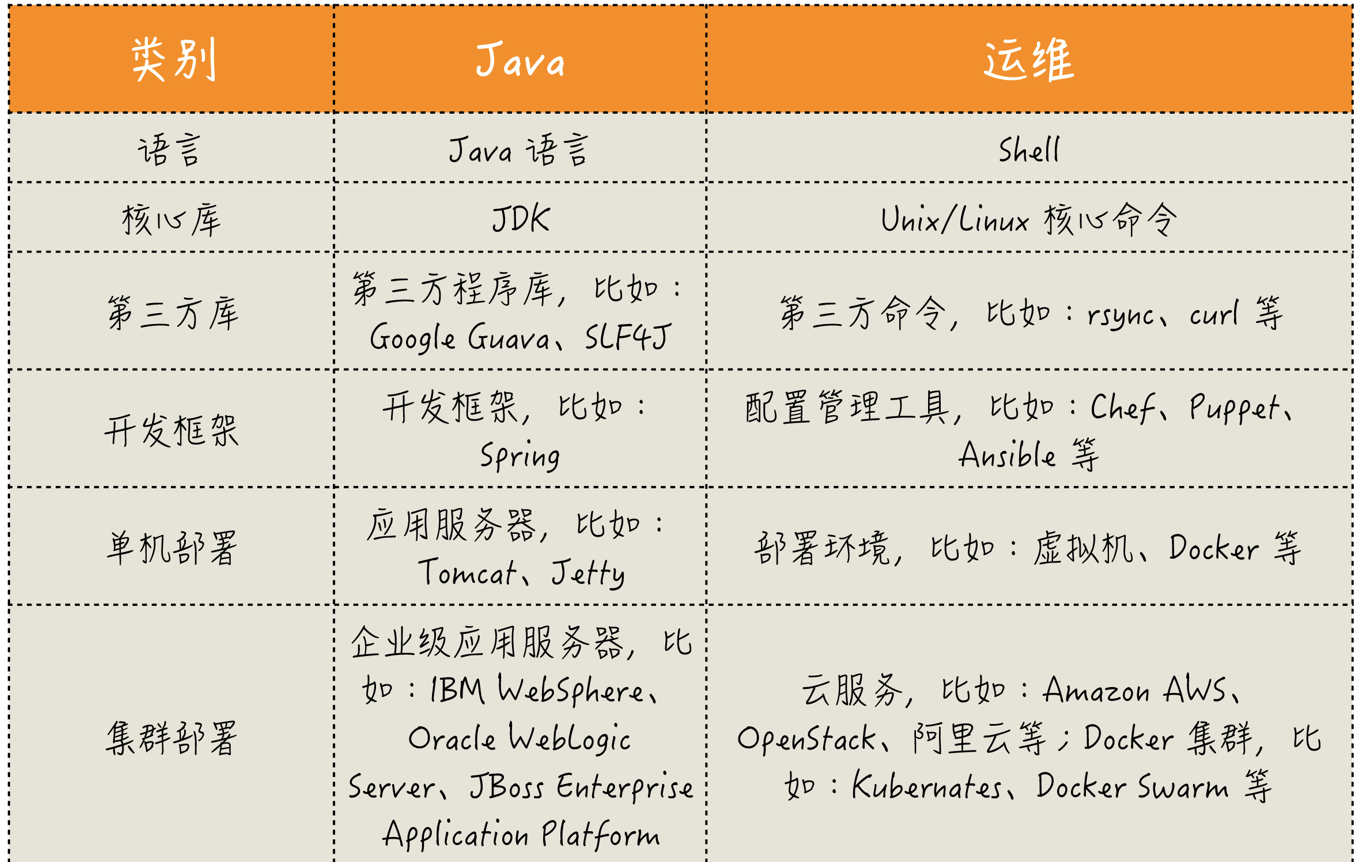 类别
Java
运维
语言
Java 语言
Shell
核心库
JDK
Unix/Linux 核心命令
第三方库
第三方程序库，比如：
Google Guava、SLF4J
第三方命令，比如：rsync、curl 等
开发框架
开发框架，比如：
Spring
配置管理工具，比如：Chef、Puppet、
Ansible 等
单机部署
应用服务器，比如：
Tomcat、Jetty
部署环境，比如：虚拟机、Docker 等
集群部署
企业级应用服务器，比
如：IBM WebSphere、
Oracle WebLogic
Server、JBoss Enterprise
Application Platform
云服务，比如：Amazon AWS、
OpenStack、阿里云等；Docker 集群，比
如：Kubernates、Docker Swarm 等